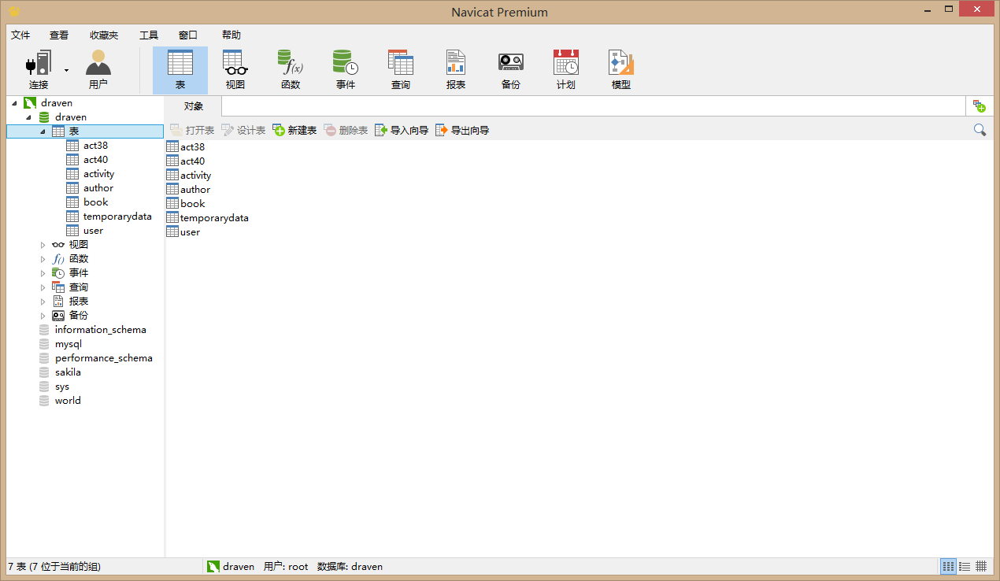 Navicat Premium
文件 查看 收藏夹 工具 窗口 帮助
连接 用户 表 视图 函数 事件 查询 报表 备份 计划 模型
draven
draven
表
act38
act40
activity
author
book
temporarydata
user
视图
函数
事件
查询
报表
备份
information_schema
mysql
performance_schema
sakila
sys
world
对象
打开表 设计表 新建表 删除表 导入向导 导出向导
act38
act40
activity
author
book
temporarydata
user
7 表 (7 位于当前的组) draven 用户: root 数据库: draven